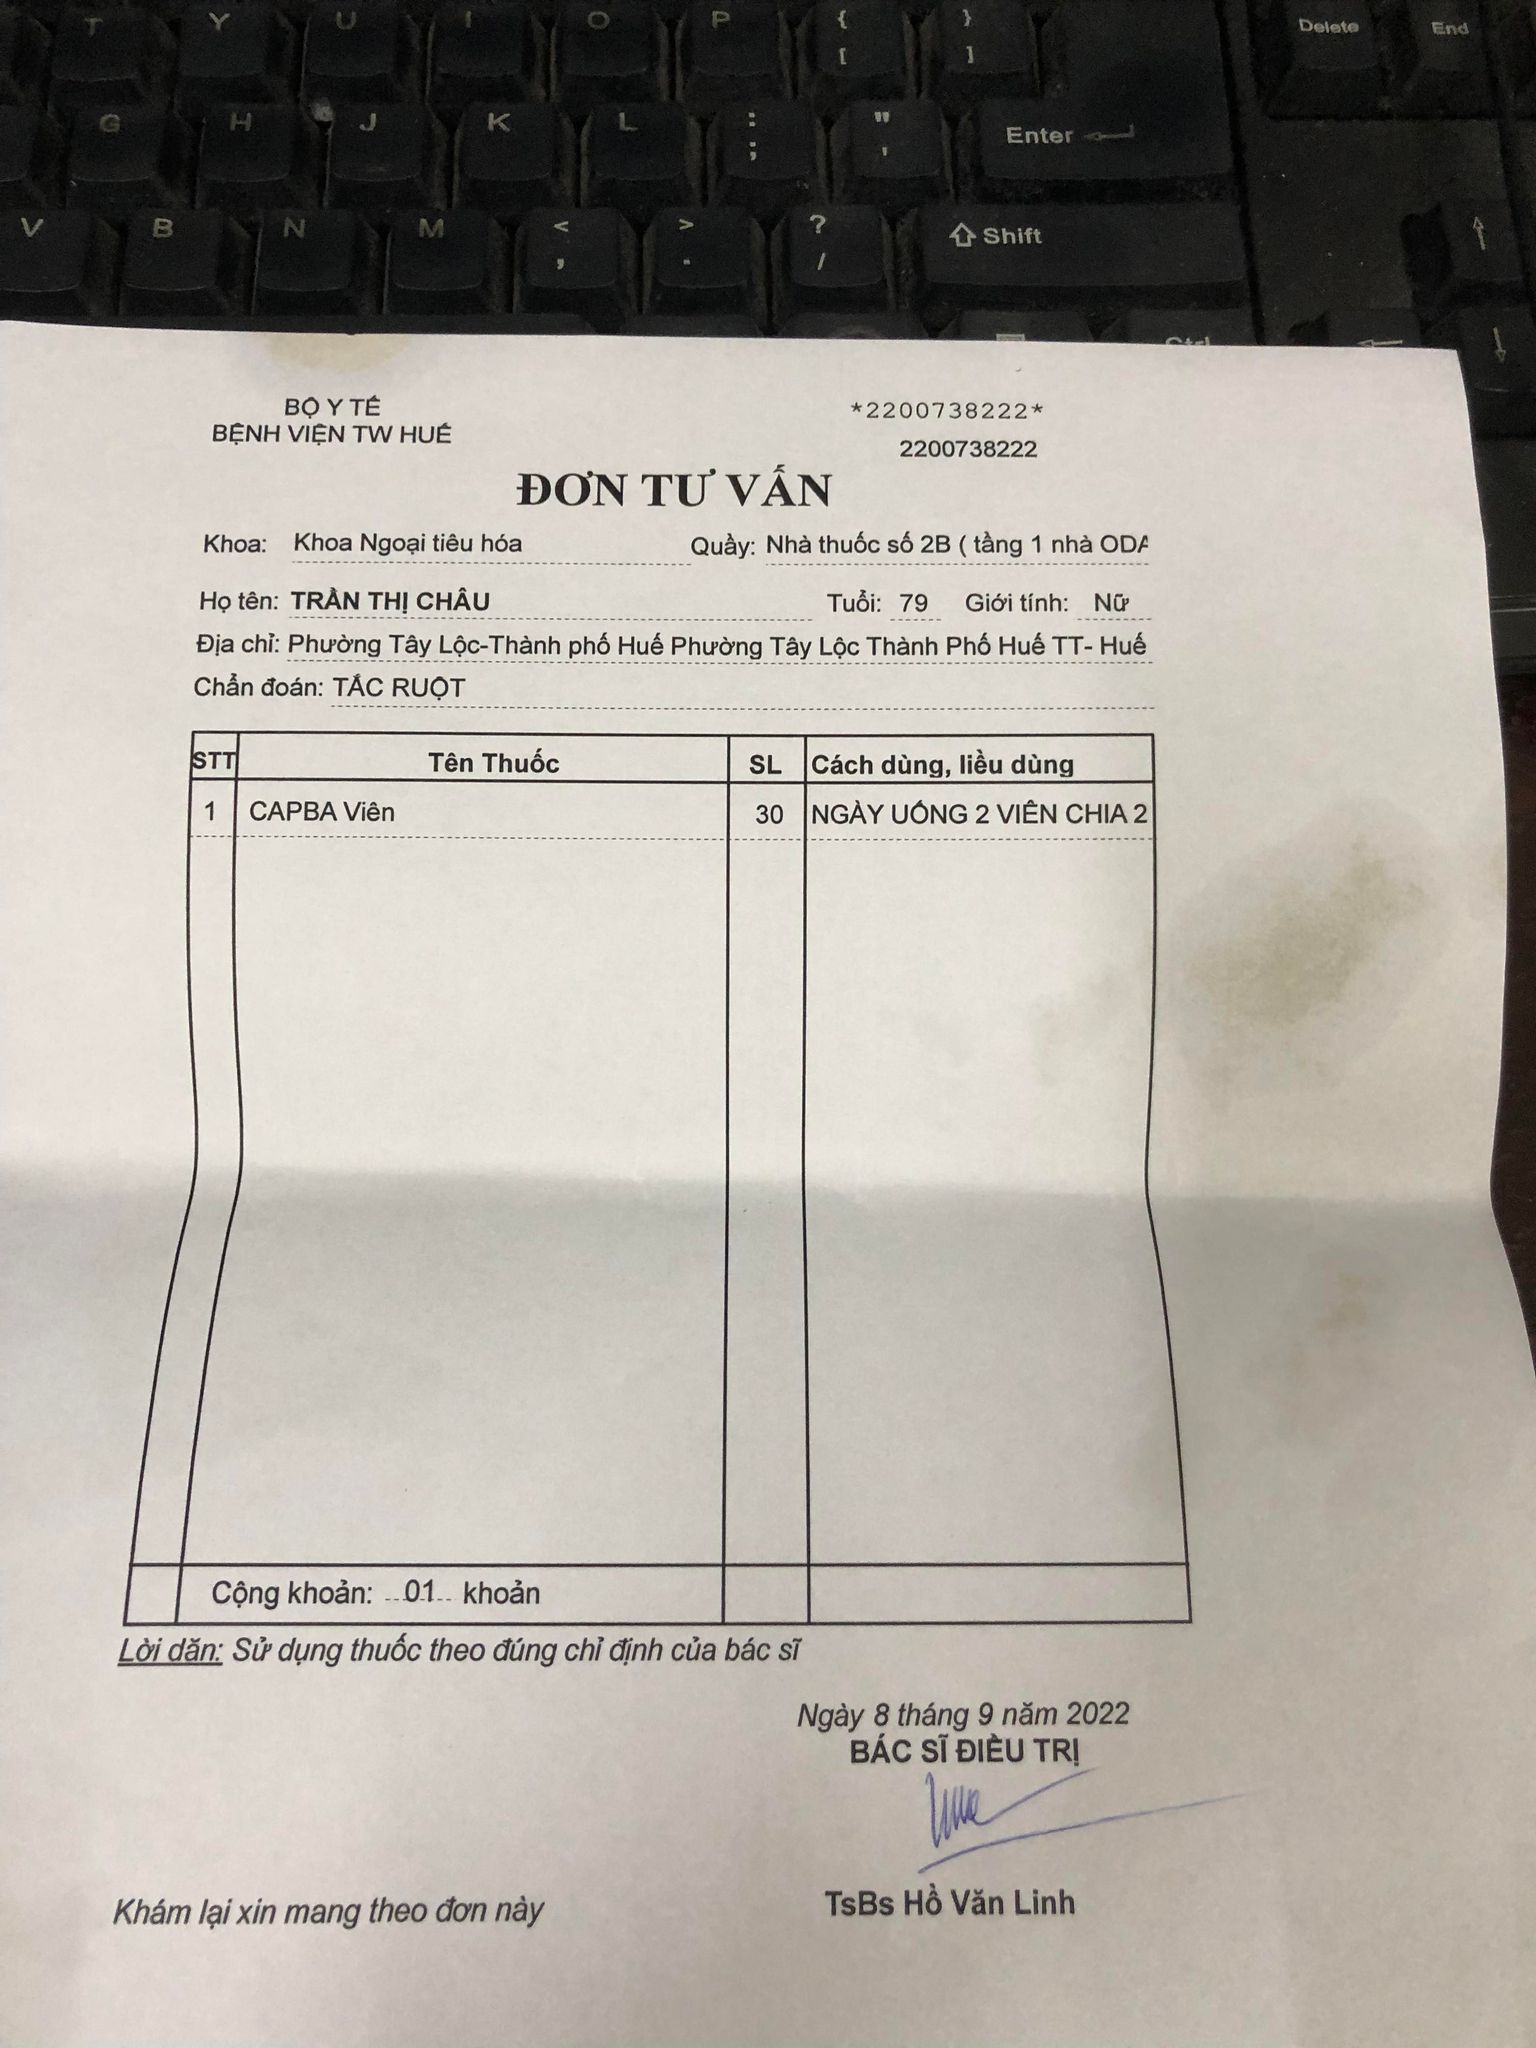 T Y U I O P { [ } ] Delete End
G H J K L : ; " ' Enter
V B N M < , > . ? / Shift
Ctrl
BỘ Y TẾ
BỆNH VIỆN TW HUẾ
*2200738222*
2200738222
ĐƠN TƯ VẤN
Khoa: Khoa Ngoại tiêu hóa Quầy: Nhà thuốc số 2B ( tầng 1 nhà ODA
Họ tên: TRẦN THỊ CHÂU Tuổi: 79 Giới tính: Nữ
Địa chỉ: Phường Tây Lộc-Thành phố Huế Phường Tây Lộc Thành Phố Huế TT- Huế
Chẩn đoán: TẮC RUỘT
STT Tên Thuốc SL Cách dùng, liều dùng
1 CAPBA Viên 30 NGÀY UỐNG 2 VIÊN CHIA 2
Cộng khoản: 01 khoản
Lời dặn: Sử dụng thuốc theo đúng chỉ định của bác sĩ
Ngày 8 tháng 9 năm 2022
BÁC SĨ ĐIỀU TRỊ
TsBs Hồ Văn Linh
Khám lại xin mang theo đơn này